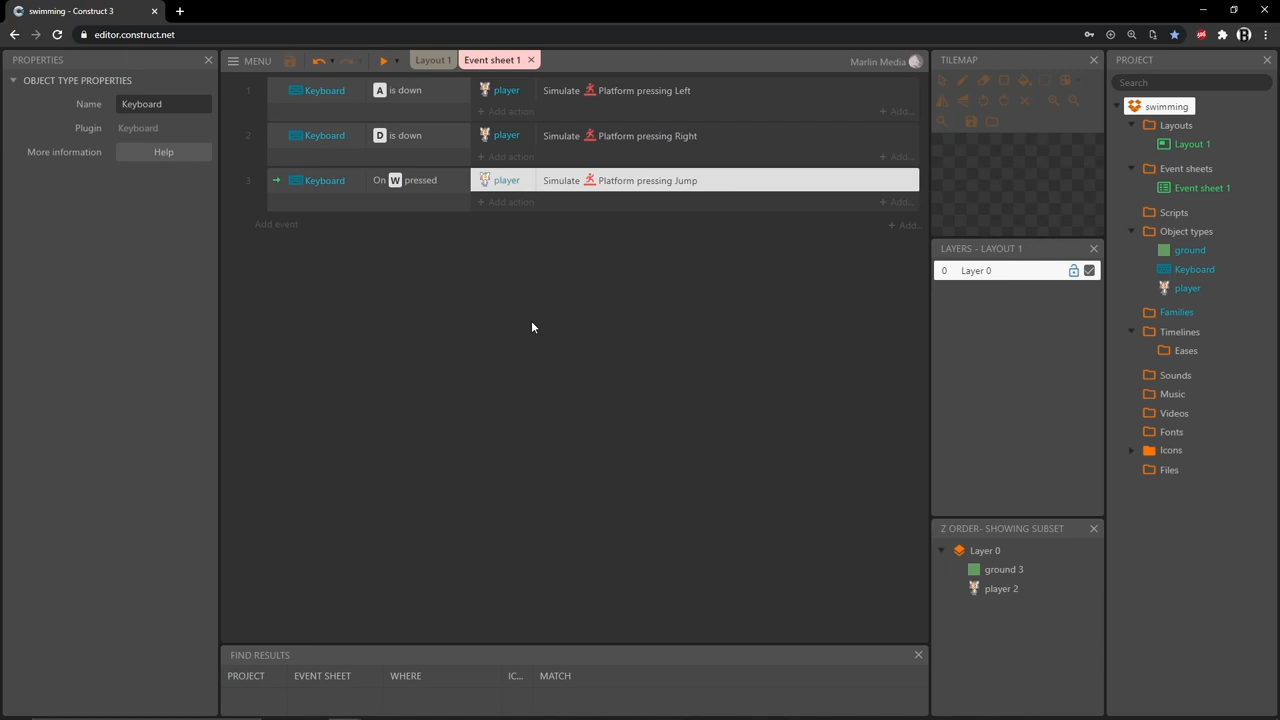 swimming - Construct 3
editor.construct.net
PROPERTIES
OBJECT TYPE PROPERTIES
Name Keyboard
Plugin Keyboard
More information Help
MENU
Layout 1
Event sheet 1
Marlin Media
1 Keyboard A is down player Simulate Platform pressing Left
+ Add action + Add...
2 Keyboard D is down player Simulate Platform pressing Right
+ Add action + Add...
3 Keyboard On W pressed player Simulate Platform pressing Jump
+ Add action + Add...
Add event + Add...
FIND RESULTS
PROJECT EVENT SHEET WHERE IC... MATCH
TILEMAP
LAYERS - LAYOUT 1
0 Layer 0
Z ORDER- SHOWING SUBSET
Layer 0
ground 3
player 2
PROJECT
Search
swimming
Layouts
Layout 1
Event sheets
Event sheet 1
Scripts
Object types
ground
Keyboard
player
Families
Timelines
Eases
Sounds
Music
Videos
Fonts
Icons
Files